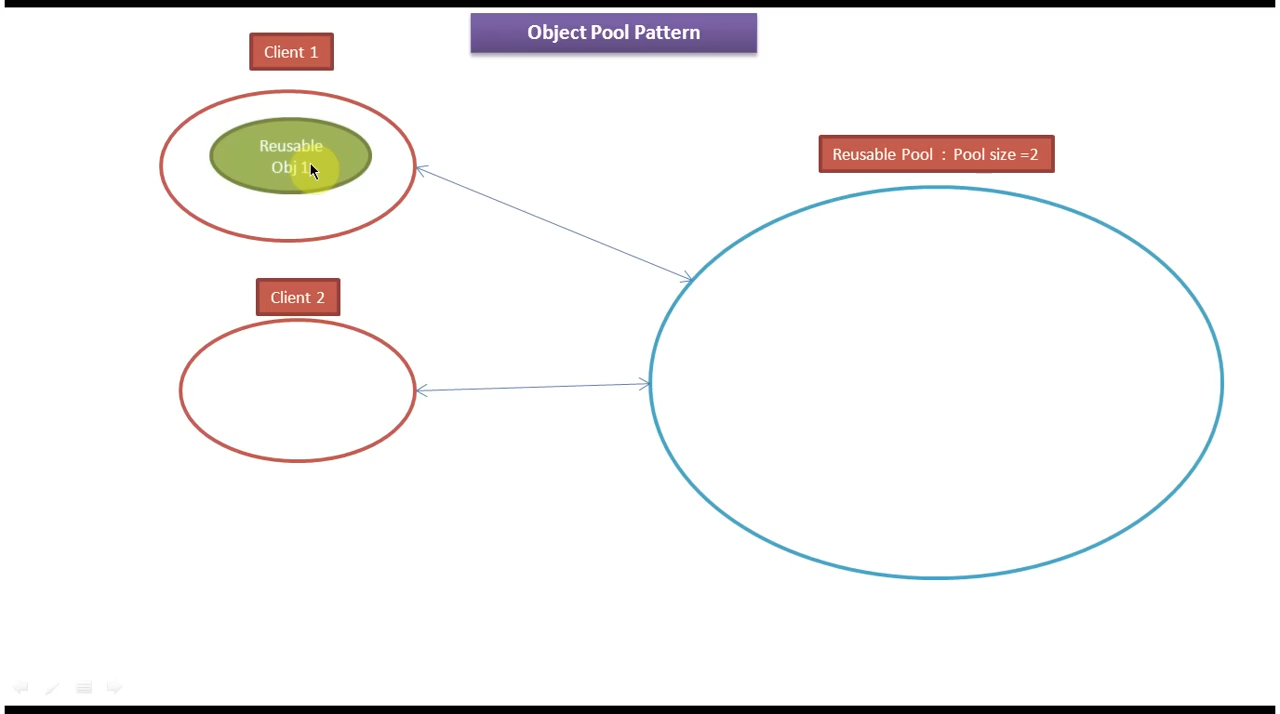 Object Pool Pattern
Client 1
Reusable
Obj 1
Reusable Pool : Pool size =2
Client 2